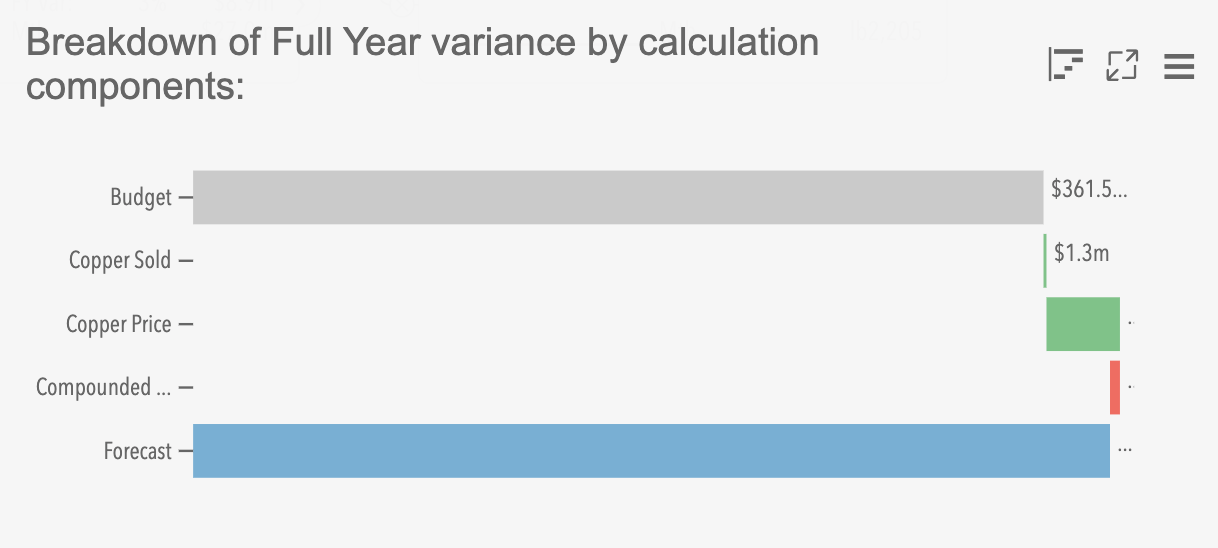 Breakdown of Full Year variance by calculation
components:
Budget
$361.5...
Copper Sold
$1.3m
Copper Price
Compounded ...
Forecast
...